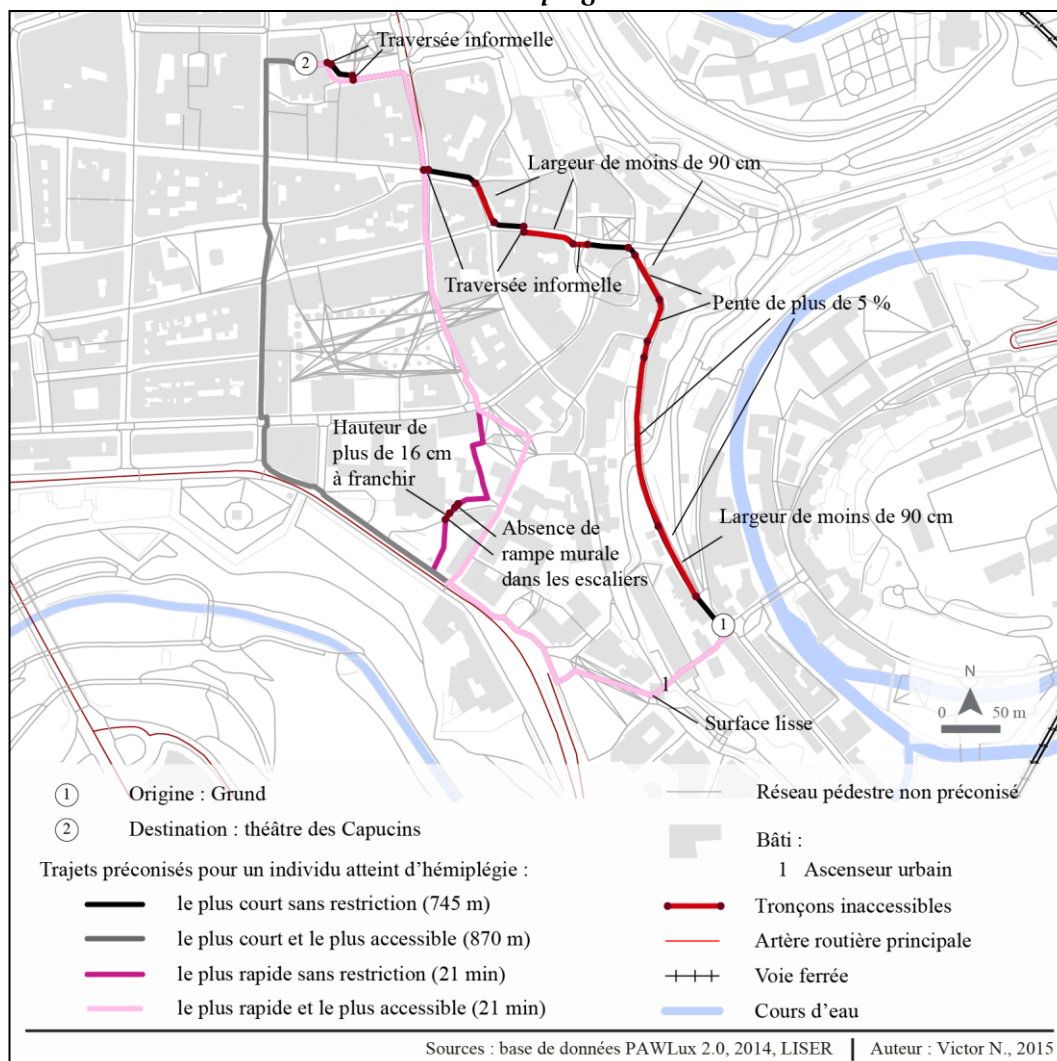 2
Traversée informelle
Largeur de moins de 90 cm
Traversée informelle
Pente de plus de 5 %
Hauteur de
plus de 16 cm
à franchir
Absence de
rampe murale
dans les escaliers
Largeur de moins de 90 cm
1
1
Surface lisse
N
0 50 m
1 Origine : Grund
2 Destination : théâtre des Capucins
Trajets préconisés pour un individu atteint d’hémiplégie :
le plus court sans restriction (745 m)
le plus court et le plus accessible (870 m)
le plus rapide sans restriction (21 min)
le plus rapide et le plus accessible (21 min)
Réseau pédestre non préconisé
Bâti :
1 Ascenseur urbain
Tronçons inaccessibles
Artère routière principale
Voie ferrée
Cours d’eau
Sources : base de données PAWLux 2.0, 2014, LISER | Auteur : Victor N., 2015